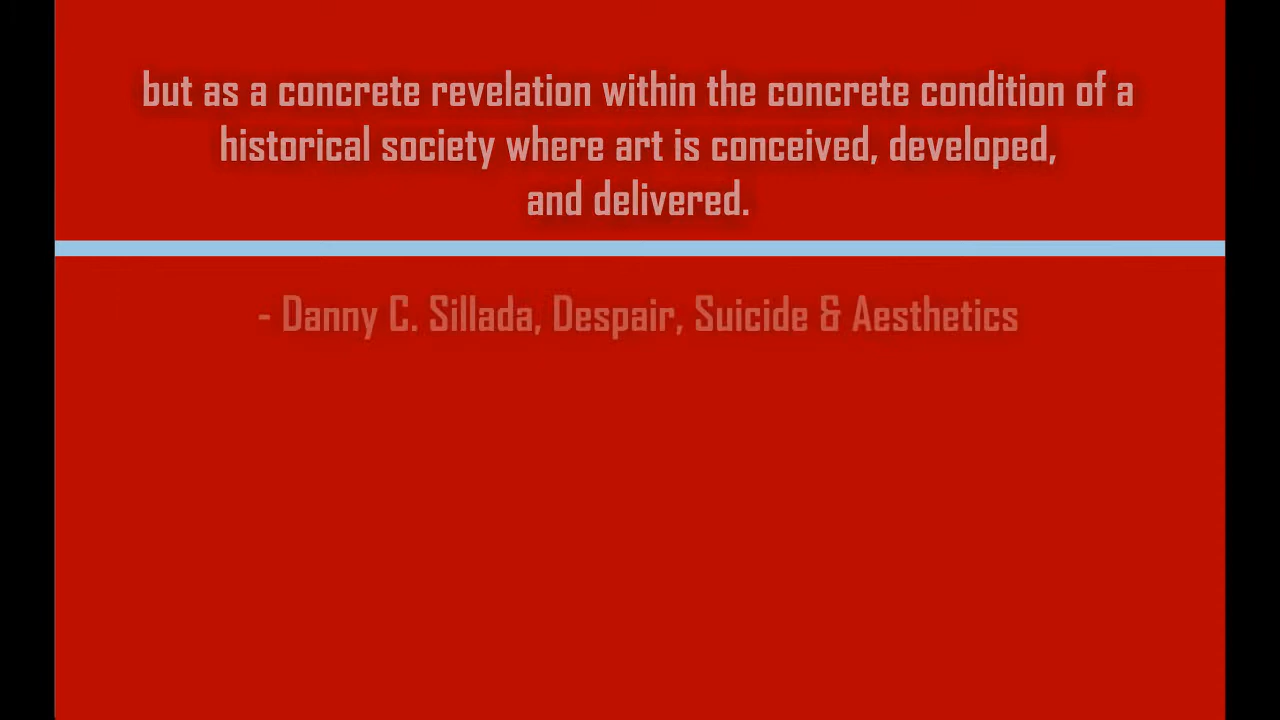 but as a concrete revelation within the concrete condition of a
historical society where art is conceived, developed,
and delivered.
- Danny C. Sillada, Despair, Suicide & Aesthetics